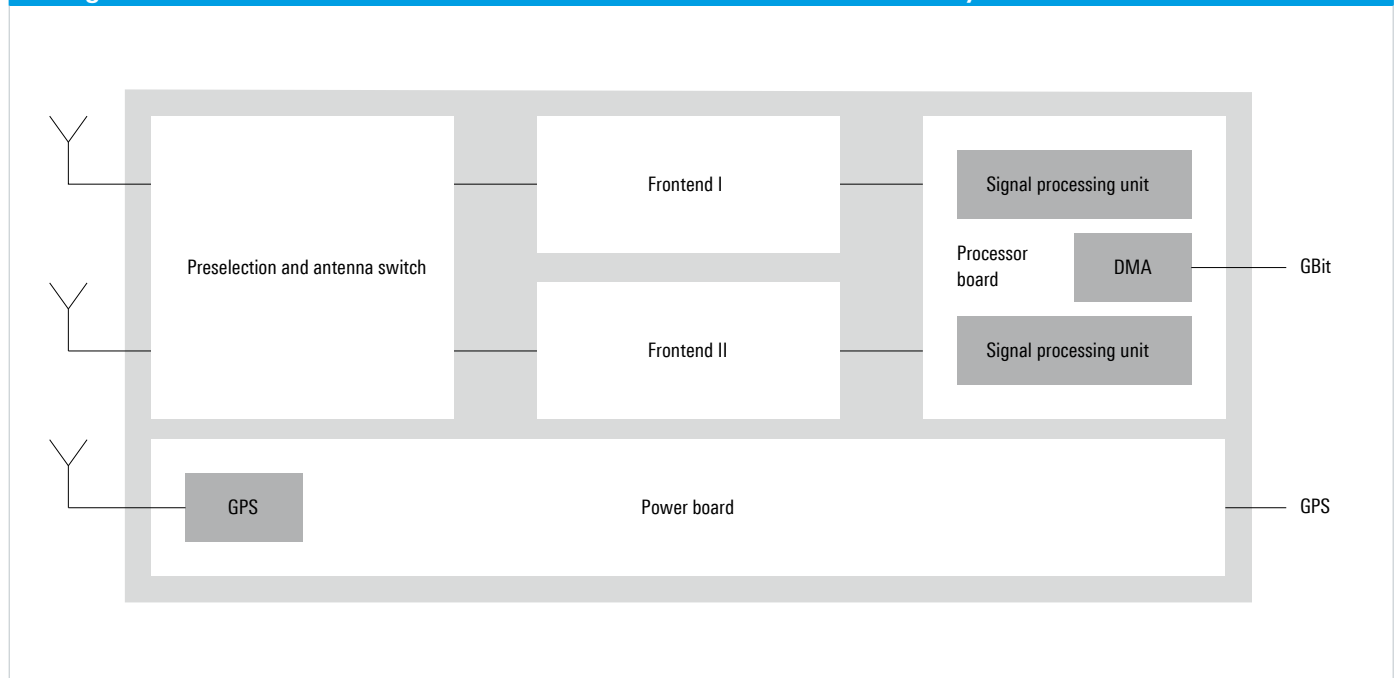 Frontend I
Signal processing unit
Preselection and antenna switch
Processor
board
DMA
GBit
Frontend II
Signal processing unit
GPS
Power board
GPS